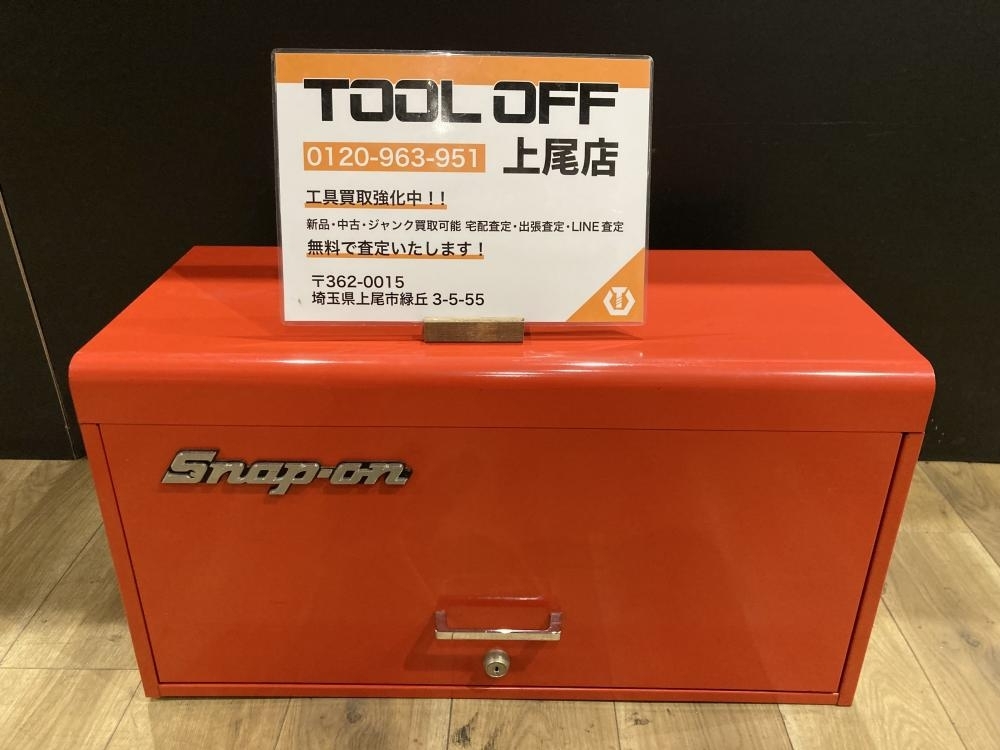 TOOL OFF
0120-963-951 上尾店
工具買取強化中!!
新品・中古・ジャンク買取可能 宅配査定・出張査定・LINE査定
無料で査定いたします!
〒362-0015
埼玉県上尾市緑丘3-5-55
Snap-on